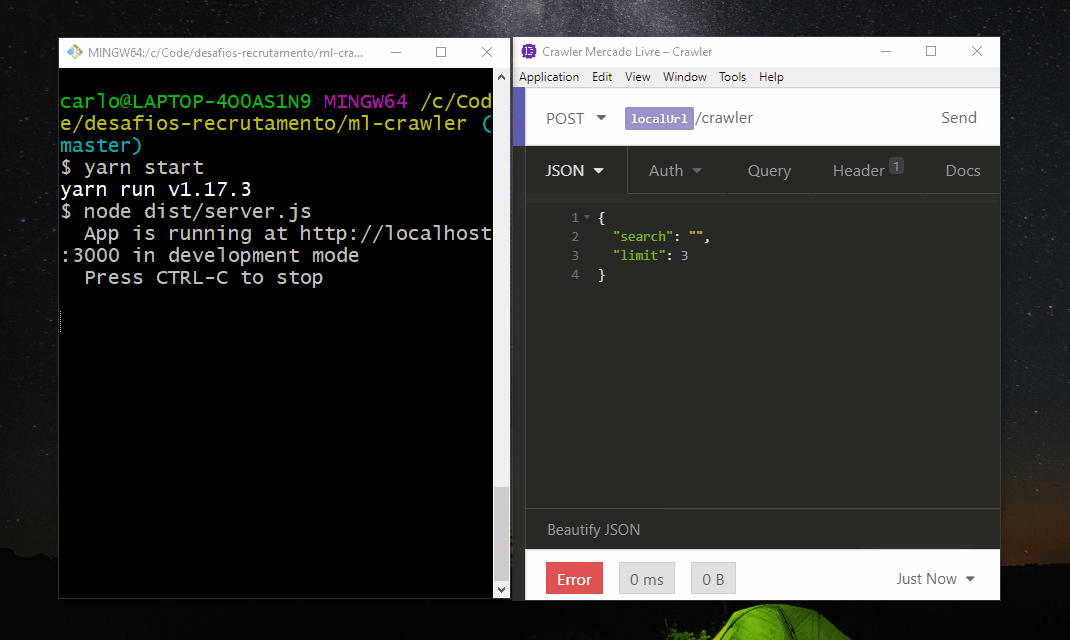 MINGW64:/c/Code/desafios-recrutamento/ml-cra...
carlo@LAPTOP-4O0AS1N9 MINGW64 /c/Cod
e/desafios-recrutamento/ml-crawler (
master)
$ yarn start
yarn run v1.17.3
$ node dist/server.js
App is running at http://localhost
:3000 in development mode
Press CTRL-C to stop
Crawler Mercado Livre – Crawler
Application Edit View Window Tools Help
POST localUrl/crawler Send
JSON Auth Query Header 1 Docs
1 {
2 "search": "",
3 "limit": 3
4 }
Beautify JSON
Error 0 ms 0 B Just Now